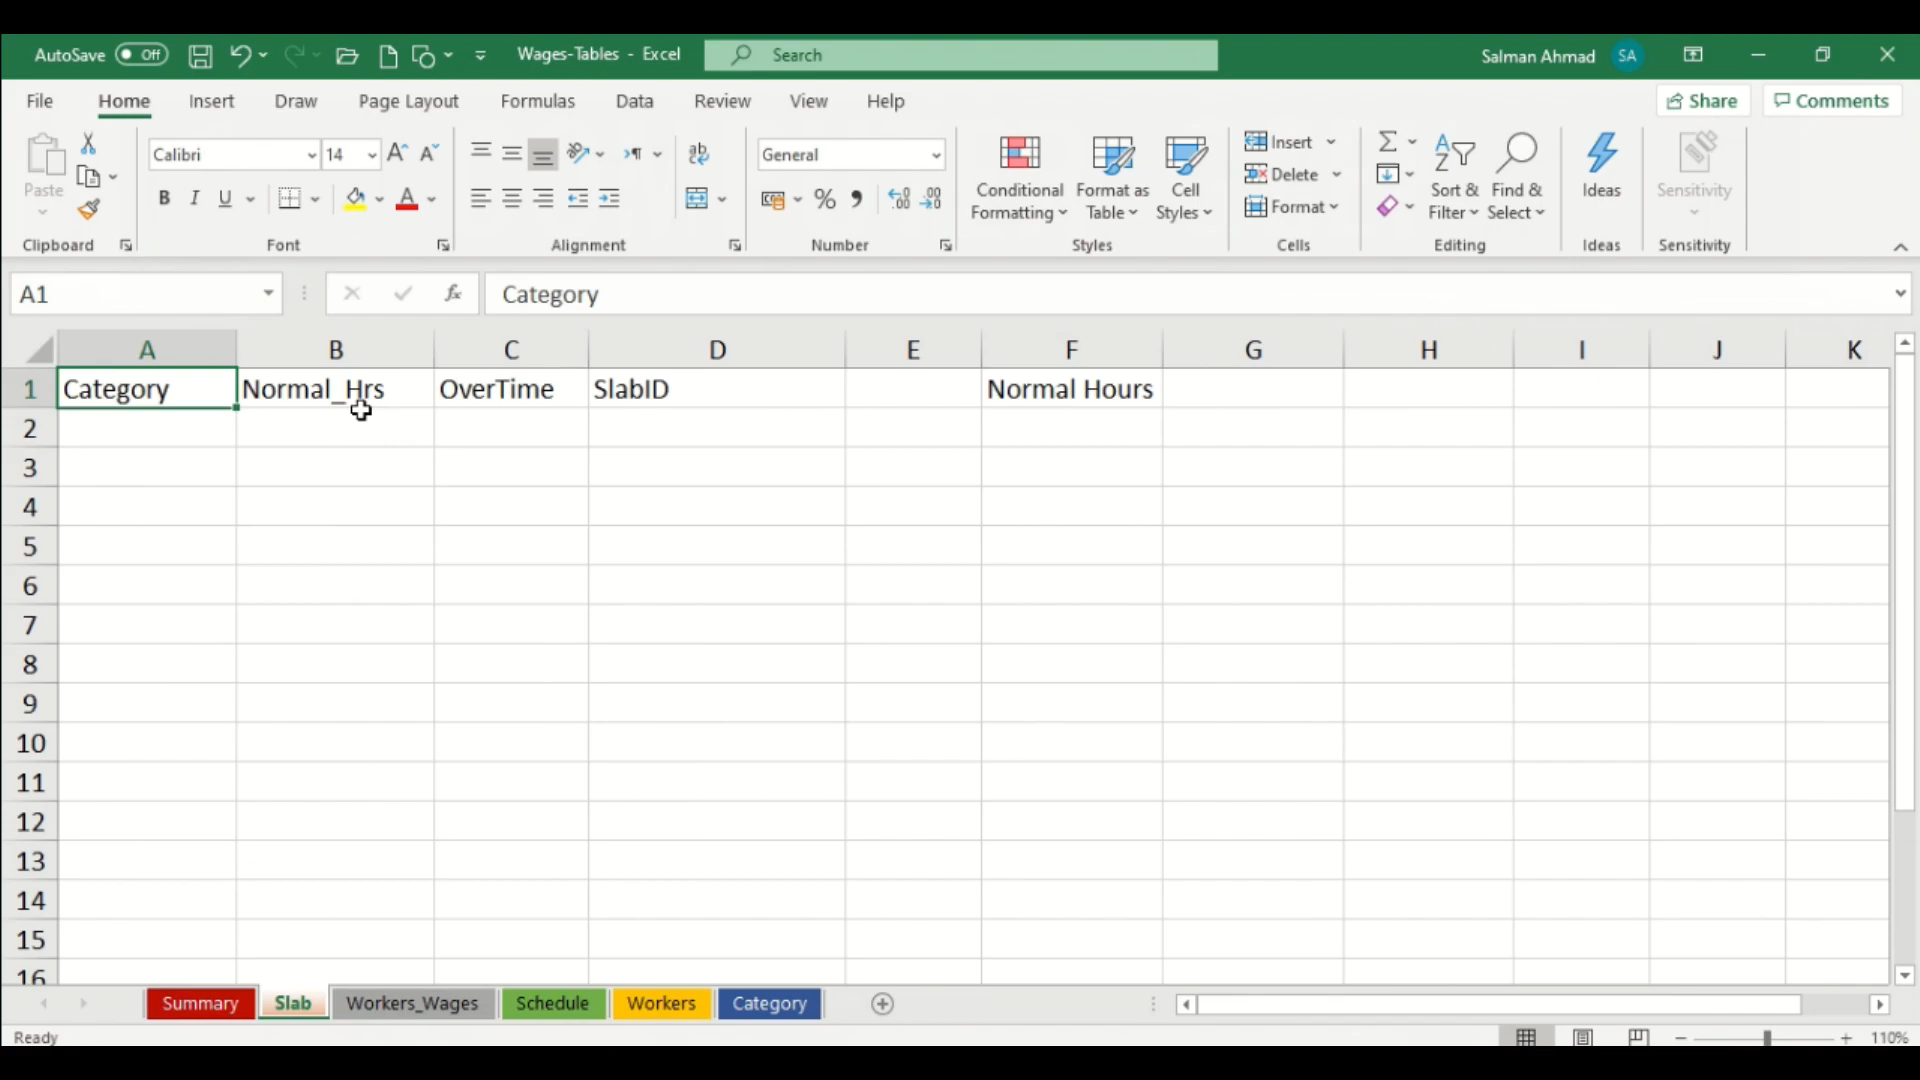 AutoSave Off Wages-Tables - Excel Search Salman Ahmad SA
File Home Insert Draw Page Layout Formulas Data Review View Help Share Comments
Paste Calibri 14 General Conditional Formatting Format as Table Cell Styles Insert Delete Format Sort & Filter Find & Select Ideas Sensitivity
B I U A % ab
Clipboard Font Alignment Number Styles Cells Editing Ideas Sensitivity
A1 fx Category
A B C D E F G H I J K
1 Category Normal_Hrs OverTime SlabID Normal Hours
2
3
4
5
6
7
8
9
10
11
12
13
14
15
16
Summary Slab Workers_Wages Schedule Workers Category
Ready 110%